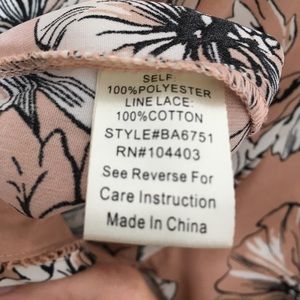 SELF:
100%POLYESTER
LINE LACE:
100%COTTON
STYLE#BA6751
RN#104403
See Reverse For
Care Instruction
Made In China